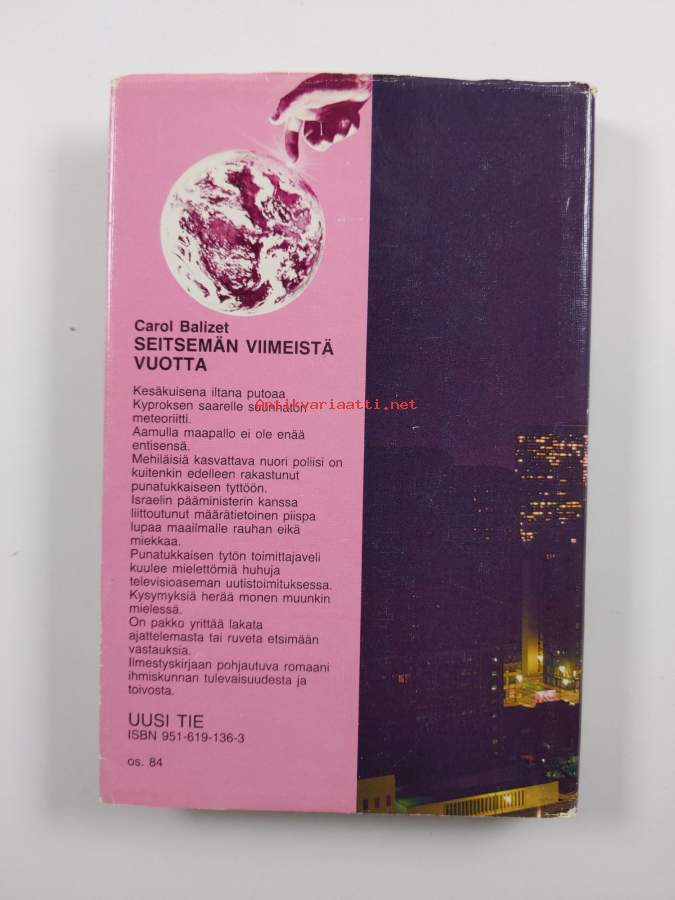 Carol Balizet
SEITSEMÄN VIIMEISTÄ
VUOTTA
Kesäkuisena iltana putoaa
Kyproksen saarelle suunnaton
Antikvariaatti.net
meteoriitti.
Aamulla maapallo ei ole enää
entisensä.
Mehiläisiä kasvattava nuori poliisi on
kuitenkin edelleen rakastunut
punatukkaiseen tyttöön.
Israelin pääministerin kanssa
liittoutunut määrätietoinen piispa
lupaa maailmalle rauhan eikä
miekkaa.
Punatukkaisen tytön toimittajaveli
kuulee mielettömiä huhuja
televisioaseman uutistoimituksessa.
Kysymyksiä herää monen muunkin
mielessä.
On pakko yrittää lakata
ajattelemasta tai ruveta etsimään
vastauksia.
Ilmestyskirjaan pohjautuva romaani
ihmiskunnan tulevaisuudesta ja
toivosta.
UUSI TIE
ISBN 951-619-136-3
os. 84